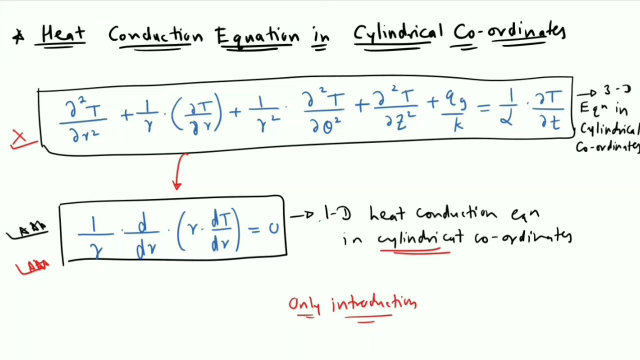 * Heat Conduction Equation in Cylindrical Co-ordinates
∂²T/∂r² + 1/r · (∂T/∂r) + 1/r² · ∂²T/∂θ² + ∂²T/∂z² + qg/k = 1/α · ∂T/∂t → 3-D Eqn in Cylindrical Co-ordinates
X
1/r · d/dr · (r · dT/dr) = 0 → 1-D heat conduction eqn
in cylindrical co-ordinates
Only introduction